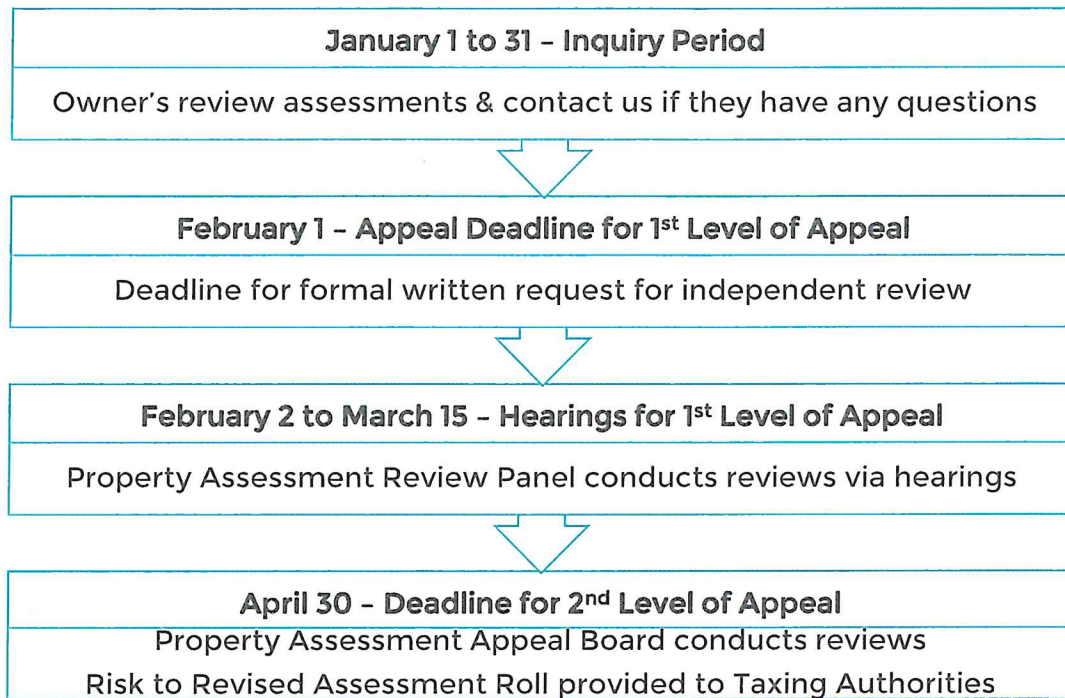 January 1 to 31 – Inquiry Period
Owner's review assessments & contact us if they have any questions
February 1 – Appeal Deadline for 1st Level of Appeal
Deadline for formal written request for independent review
February 2 to March 15 – Hearings for 1st Level of Appeal
Property Assessment Review Panel conducts reviews via hearings
April 30 – Deadline for 2nd Level of Appeal
Property Assessment Appeal Board conducts reviews
Risk to Revised Assessment Roll provided to Taxing Authorities